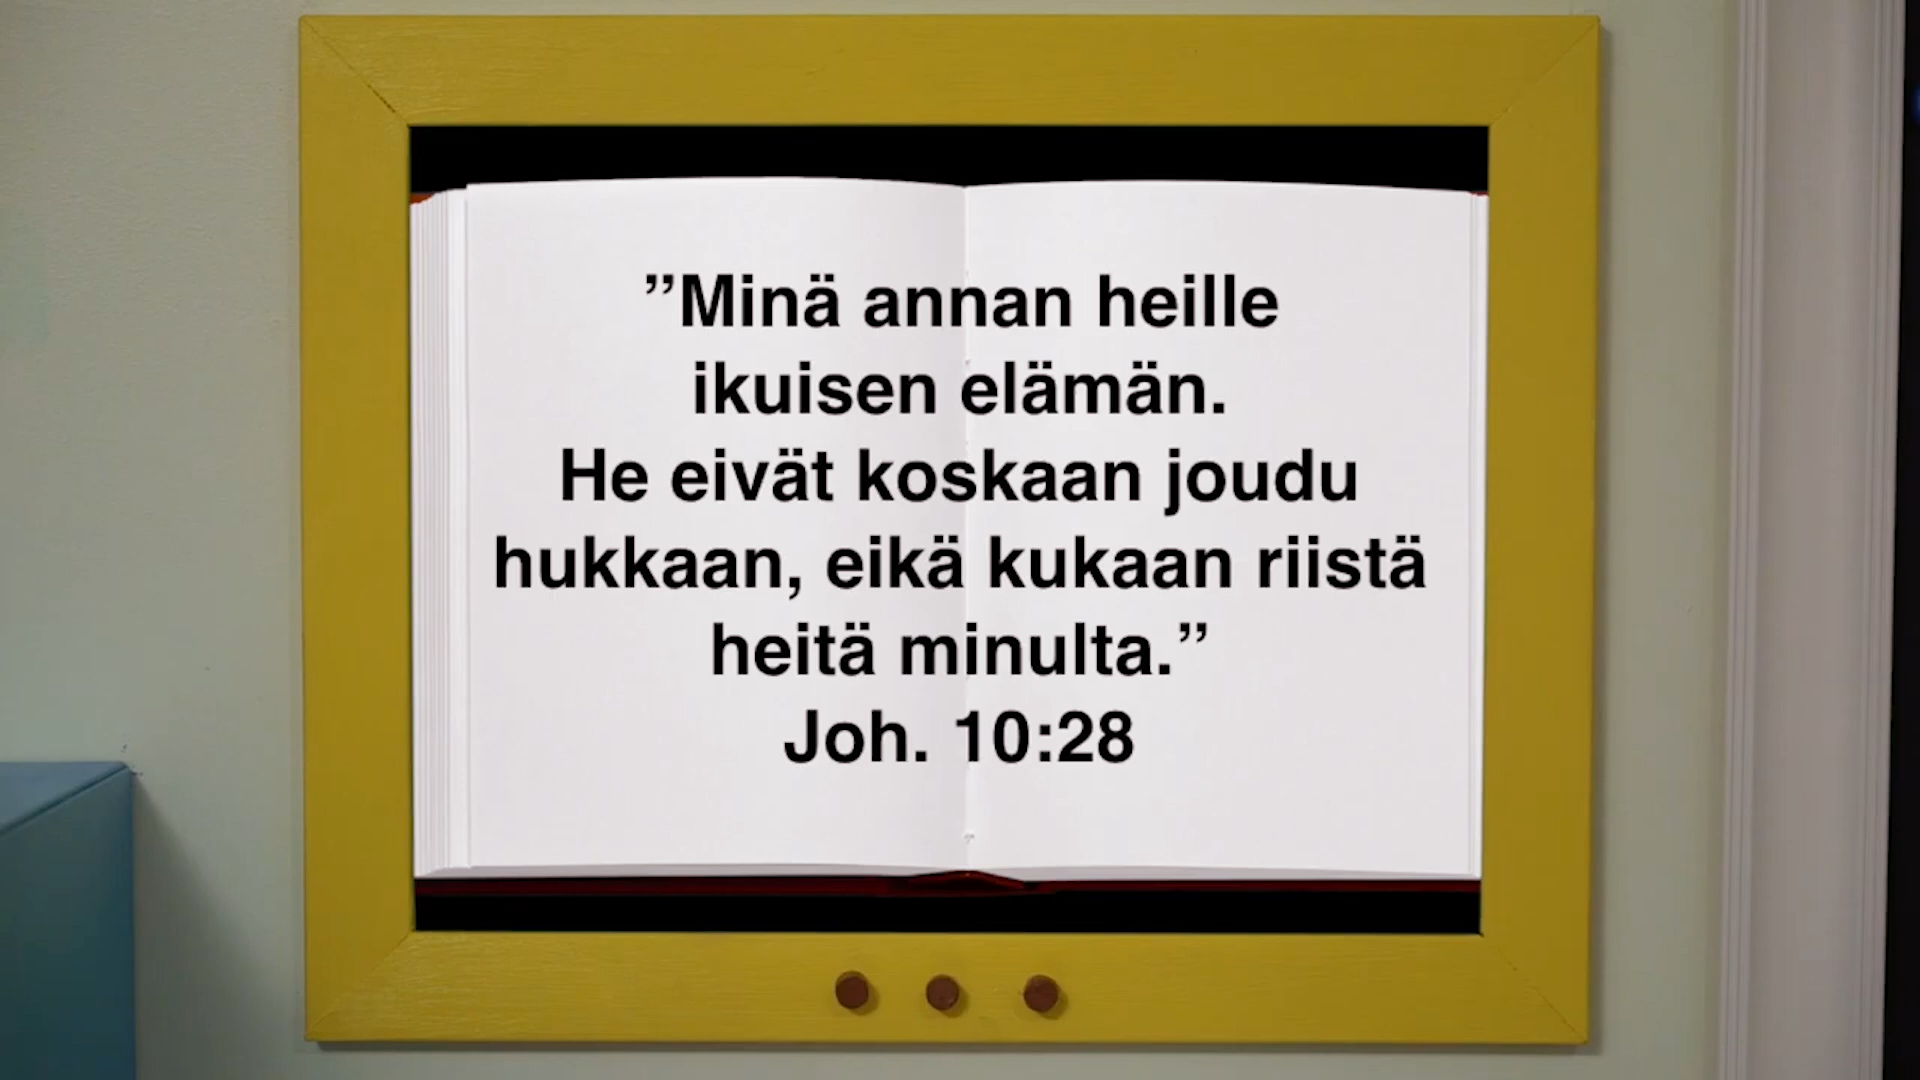 ”Minä annan heille
ikuisen elämän.
He eivät koskaan joudu
hukkaan, eikä kukaan riistä
heitä minulta.”
Joh. 10:28